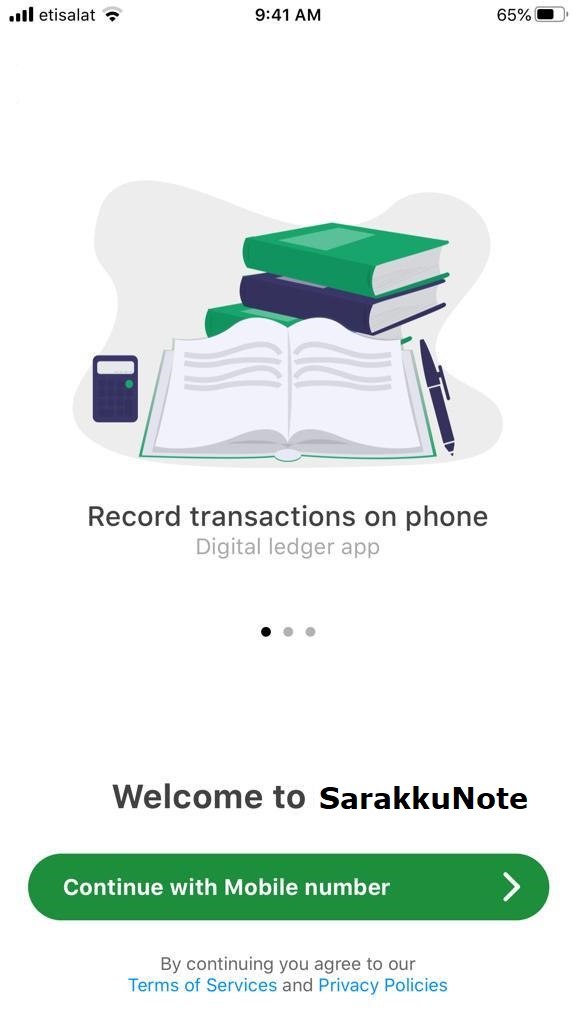 etisalat 9:41 AM 65%
Record transactions on phone
Digital ledger app
Welcome to SarakkuNote
Continue with Mobile number
By continuing you agree to our
Terms of Services and Privacy Policies